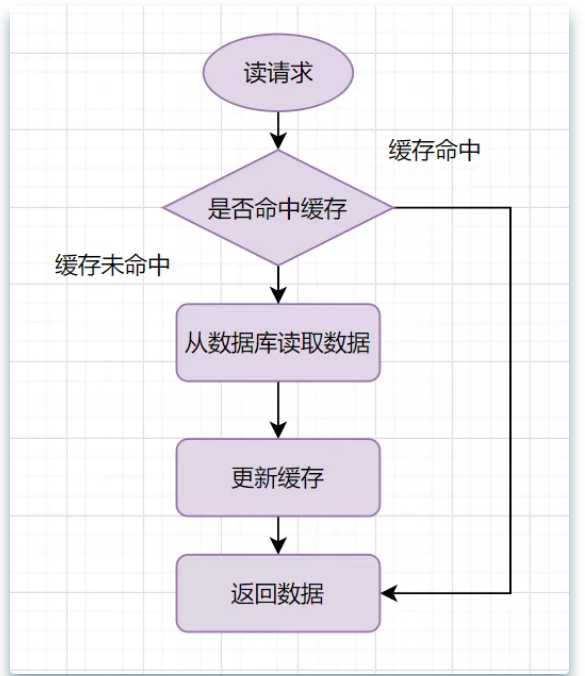 读请求
缓存命中
是否命中缓存
缓存未命中
从数据库读取数据
更新缓存
返回数据